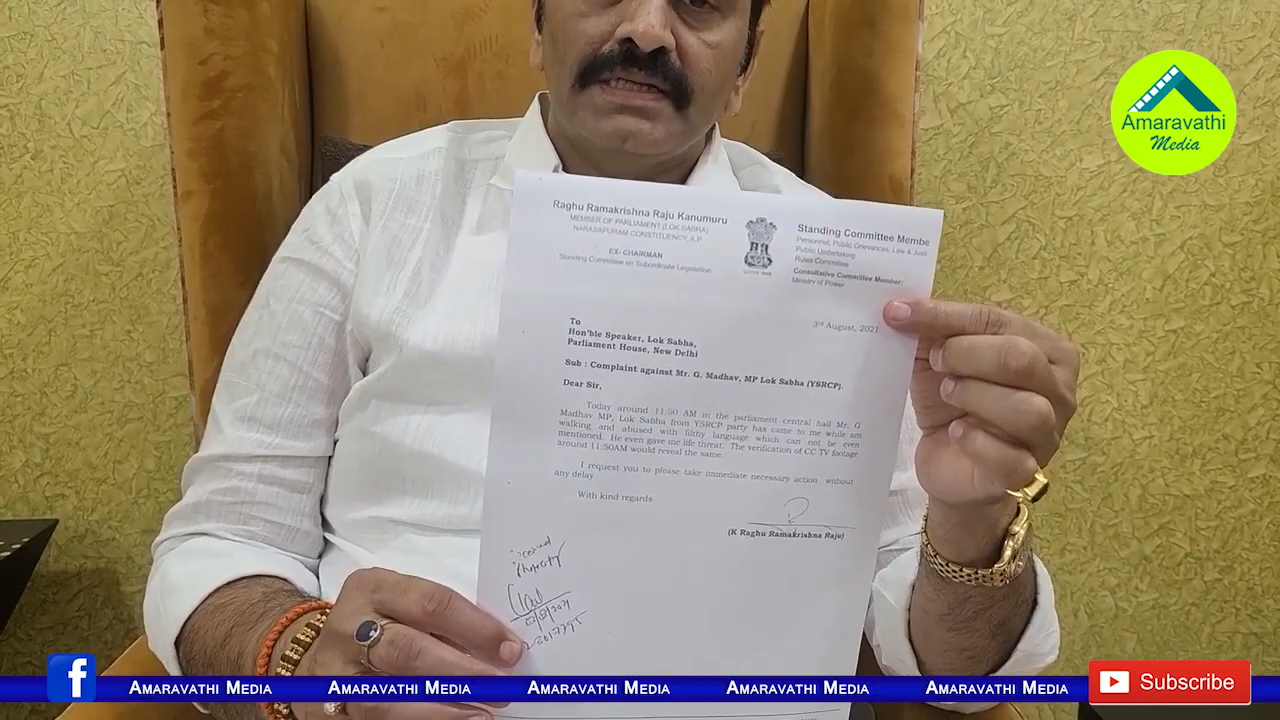 Amaravathi
Media
Raghu Ramakrishna Raju Kanumuru
MEMBER OF PARLIAMENT (LOK SABHA)
NARASAPURAM CONSTITUENCY, A.P
EX- CHAIRMAN
Standing Committee on Subordinate Legislation
Standing Committee Membe
Personnel, Public Grievances, Law & Just
Public Undertaking
Rules Committee
Consultative Committee Member:
Ministry of Power
3rd August, 2021
To
Hon'ble Speaker, Lok Sabha,
Parliament House, New Delhi
Sub : Complaint against Mr. G. Madhav, MP Lok Sabha (YSRCP).
Dear Sir,
Today around 11.50 AM in the parliament central hall Mr. G
Madhav MP, Lok Sabha from YSRCP party has came to me while am
walking and abused with filthy language which can not be even
mentioned. He even gave me life threat. The verification of CC TV footage
around 11:50AM would reveal the same.
I request you to please take immediate necessary action without
any delay.
With kind regards
(K Raghu Ramakrishna Raju)
f
AMARAVATHI MEDIA AMARAVATHI MEDIA AMARAVATHI MEDIA AMARAVATHI MEDIA AMARAVATHI MEDIA
Subscribe